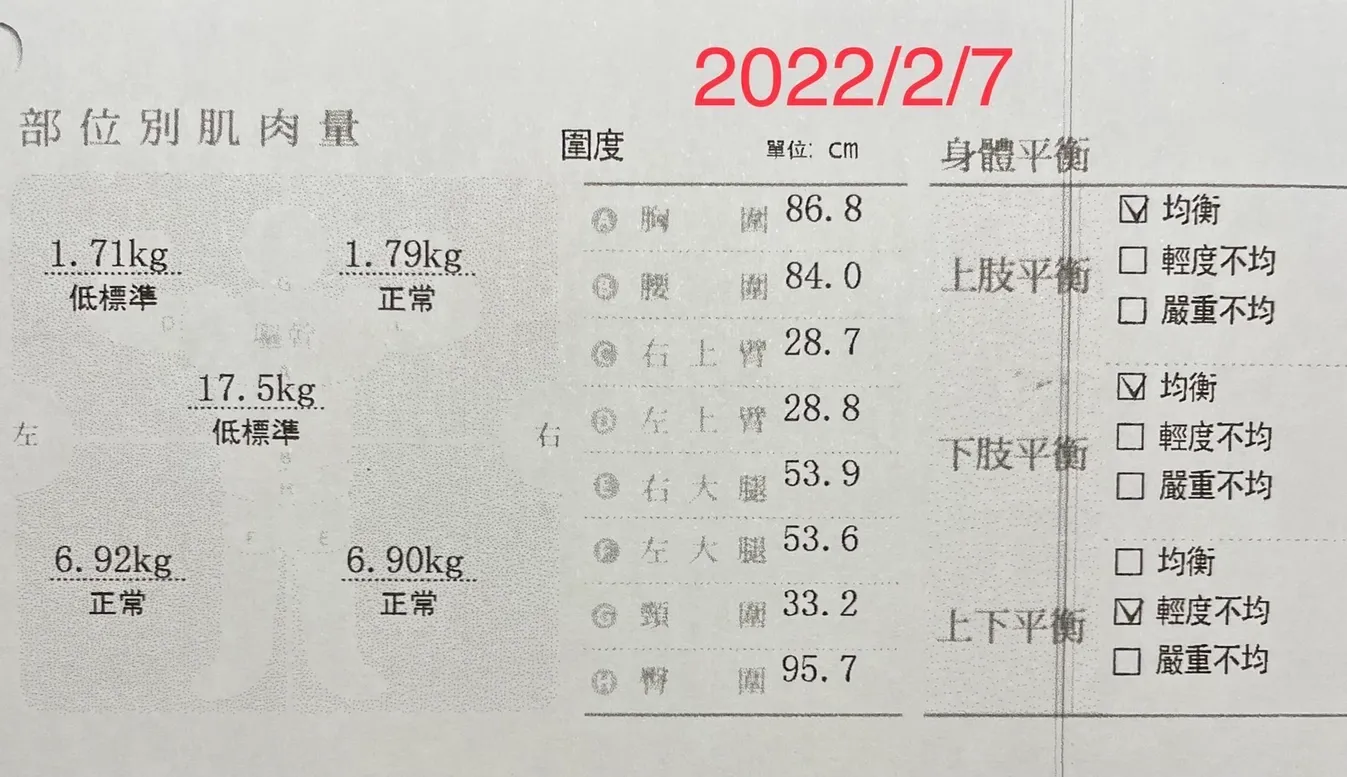 2022/2/7
部位別肌肉量
1.71kg 1.79kg
低標準 正常
17.5kg
低標準
左 右
6.92kg 6.90kg
正常 正常
圍度 單位: cm
A 胸圍 86.8
B 腰圍 84.0
C 右上臂 28.7
D 左上臂 28.8
E 右大腿 53.9
F 左大腿 53.6
G 頸圍 33.2
H 臀圍 95.7
身體平衡
上肢平衡
☑ 均衡
☐ 輕度不均
☐ 嚴重不均
下肢平衡
☑ 均衡
☐ 輕度不均
☐ 嚴重不均
上下平衡
☐ 均衡
☑ 輕度不均
☐ 嚴重不均